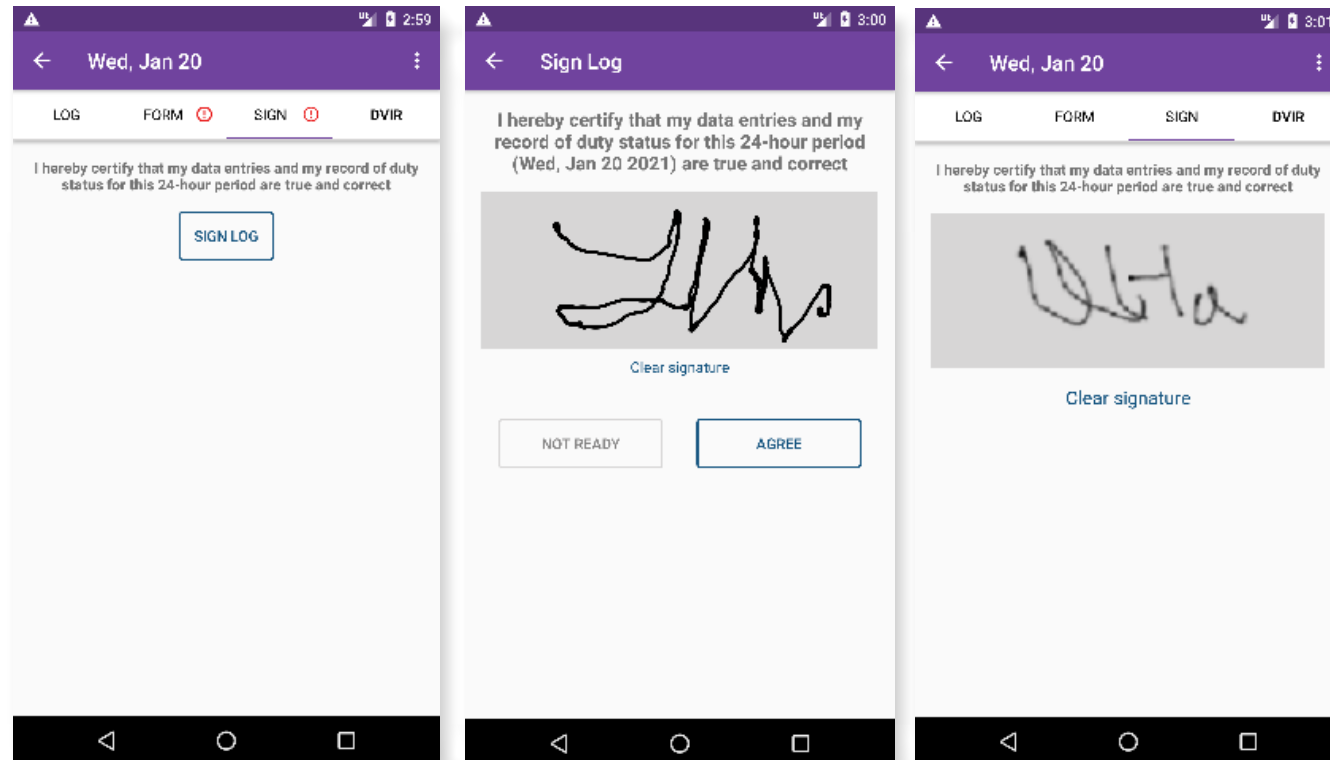 2:59
Wed, Jan 20
LOG FORM SIGN DVIR
I hereby certify that my data entries and my record of duty
status for this 24-hour period are true and correct
SIGN LOG
3:00
Sign Log
I hereby certify that my data entries and my
record of duty status for this 24-hour period
(Wed, Jan 20 2021) are true and correct
Clear signature
NOT READY AGREE
3:01
Wed, Jan 20
LOG FORM SIGN DVIR
I hereby certify that my data entries and my record of duty
status for this 24-hour period are true and correct
Clear signature